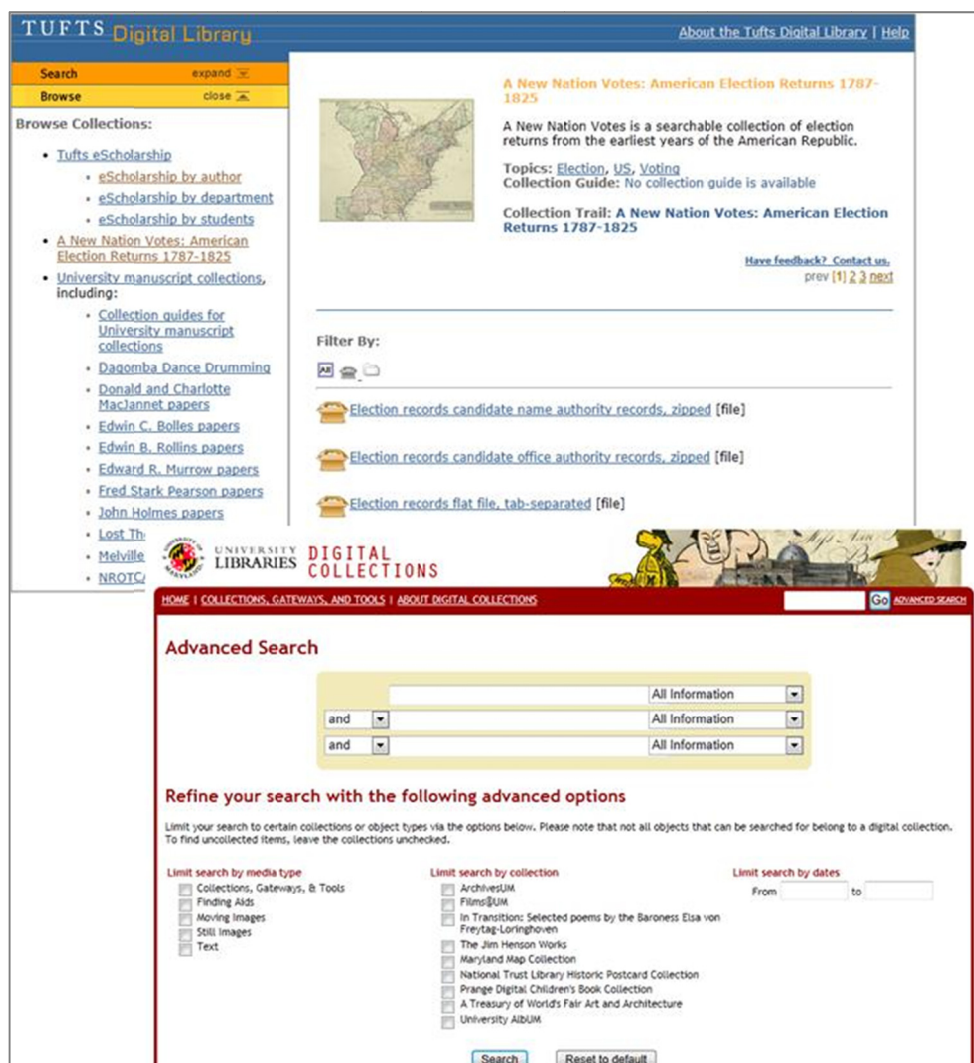 TUFTS Digital Library
About the Tufts Digital Library | Help
Search expand
Browse close
Browse Collections:
• Tufts eScholarship
• eScholarship by author
• eScholarship by department
• eScholarship by students
• A New Nation Votes: American
Election Returns 1787-1825
• University manuscript collections,
including:
• Collection guides for
University manuscript
collections
• Dagomba Dance Drumming
• Donald and Charlotte
MacJannet papers
• Edwin C. Bolles papers
• Edwin B. Rollins papers
• Edward R. Murrow papers
• Fred Stark Pearson papers
• John Holmes papers
• Lost
• Melville
• NROTC
A New Nation Votes: American Election Returns 1787-
1825
A New Nation Votes is a searchable collection of election
returns from the earliest years of the American Republic.
Topics: Election, US, Voting
Collection Guide: No collection guide is available
Collection Trail: A New Nation Votes: American Election
Returns 1787-1825
Have feedback? Contact us.
prev [1] 2 3 next
Filter By:
All
Election records candidate name authority records, zipped [file]
Election records candidate office authority records, zipped [file]
Election records flat file, tab-separated [file]
UNIVERSITY LIBRARIES
DIGITAL COLLECTIONS
HOME | COLLECTIONS, GATEWAYS, AND TOOLS | ABOUT DIGITAL COLLECTIONS
Go ADVANCED SEARCH
Advanced Search
All Information
and All Information
and All Information
Refine your search with the following advanced options
Limit your search to certain collections or object types via the options below. Please note that not all objects that can be searched for belong to a digital collection.
To find uncollected items, leave the collections unchecked.
Limit search by media type
Collections, Gateways, & Tools
Finding Aids
Moving Images
Still Images
Text
Limit search by collection
ArchivesUM
Films@UM
In Transition: Selected poems by the Baroness Elsa von
Freytag-Loringhoven
The Jim Henson Works
Maryland Map Collection
National Trust Library Historic Postcard Collection
Prange Digital Children's Book Collection
A Treasury of World's Fair Art and Architecture
University AlbUM
Limit search by dates
From to
Search Reset to default